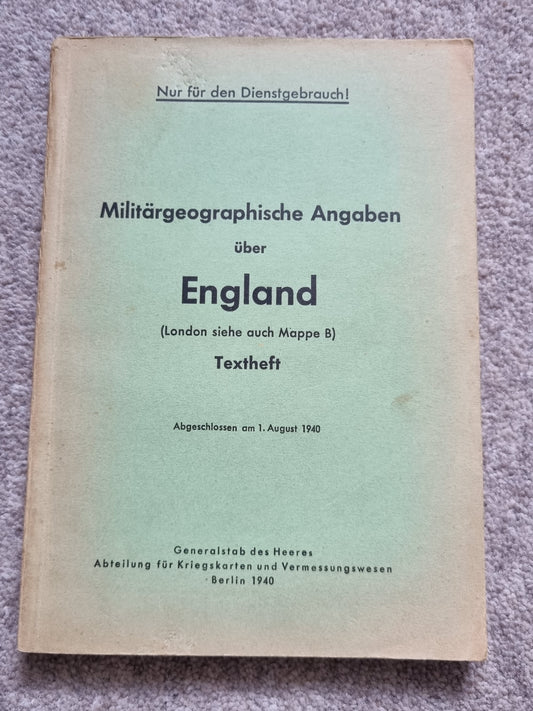 Nur für den Dienstgebrauch!
Militärgeographische Angaben
über
England
(London siehe auch Mappe B)
Textheft
Abgeschlossen am 1. August 1940
Generalstab des Heeres
Abteilung für Kriegskarten und Vermessungswesen
Berlin 1940